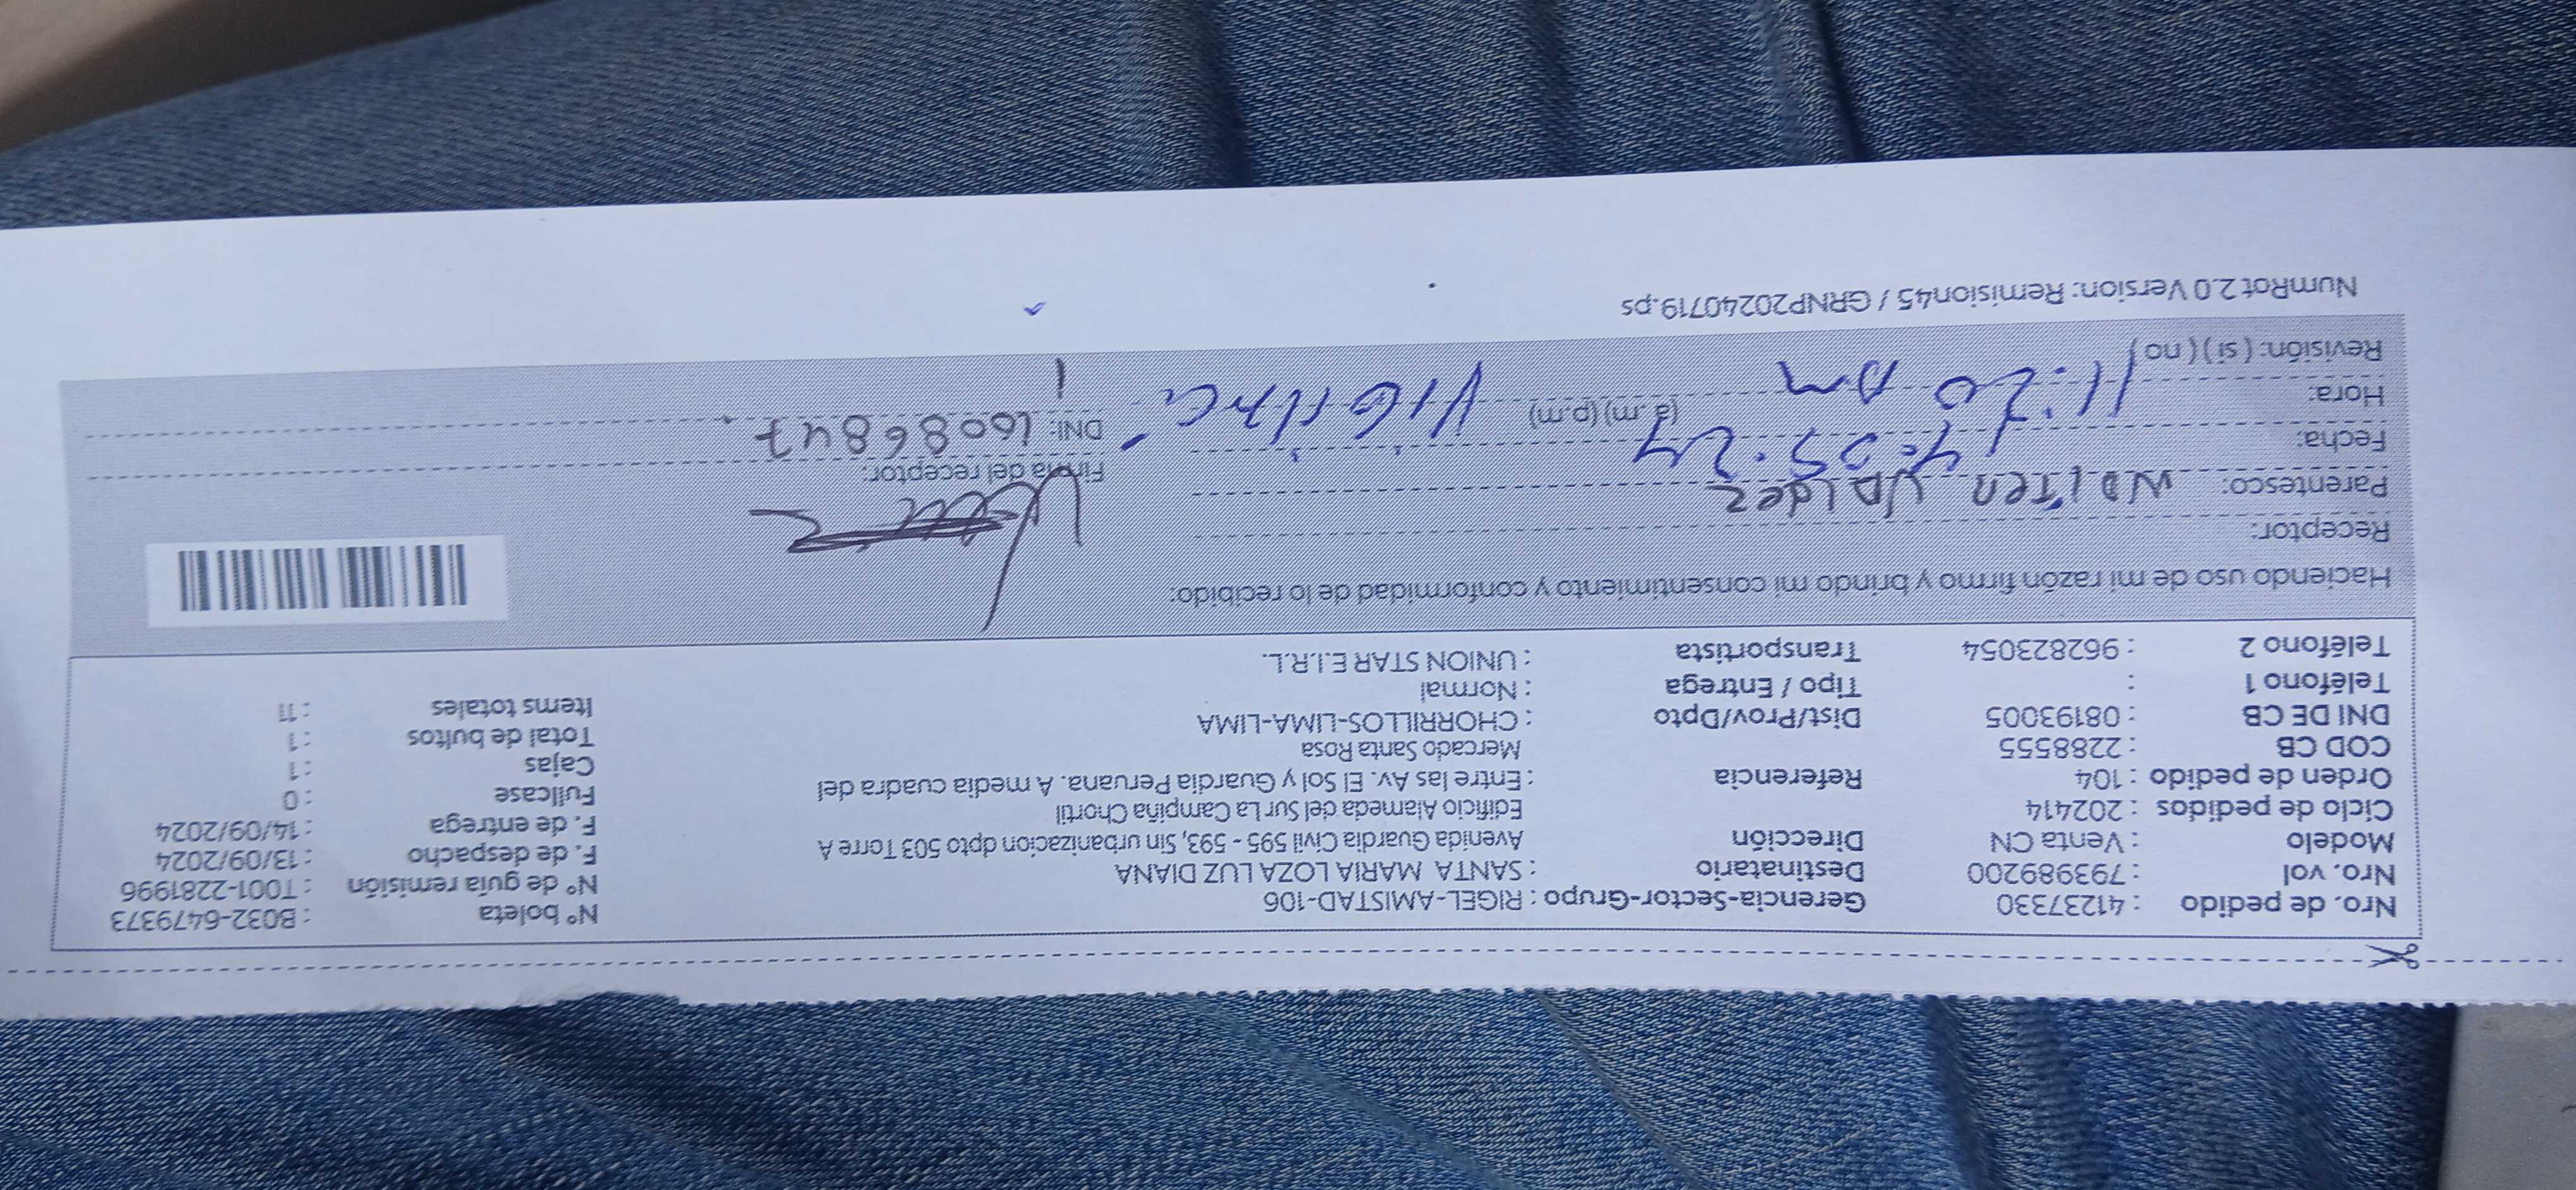 Nro. de pedido : 41237330 Gerencia-Sector-Grupo : RIGEL-AMISTAD-106 N° boleta : B032-6479373
Nro. vol : 793989200 Destinatario : SANTA MARIA LOZA LUZ DIANA N° de guía remisión : T001-2281996
Modelo : Venta CN Dirección Avenida Guardia Civil 595 - 593, Sin urbanizacion dpto 503 Torre A F. de despacho : 13/09/2024
Ciclo de pedidos : 202414 Edificio Alameda del Sur La Campiña Chortil F. de entrega : 14/09/2024
Orden de pedido : 104 Referencia : Entre las Av. El Sol y Guardia Peruana. A media cuadra del Fullcase : 0
COD CB : 2288555 Mercado Santa Rosa Cajas : 1
DNI DE CB : 08193005 Dist/Prov/Dpto : CHORRILLOS-LIMA-LIMA Total de bultos : 1
Teléfono 1 : Tipo / Entrega : Normal Items totales : 11
Teléfono 2 : 962823054 Transportista : UNION STAR E.I.R.L.
Haciendo uso de mi razón firmo y brindo mi consentimiento y conformidad de lo recibido:
Receptor:
Parentesco: WAlTER VAldez
Firma del receptor:
Fecha:
DNI: 10086847
Hora: 11:20 Am (a.m) (p.m)
Revisión: ( si ) ( no )
NumRot 2.0 Version: Remision45 / GRNP20240719.ps